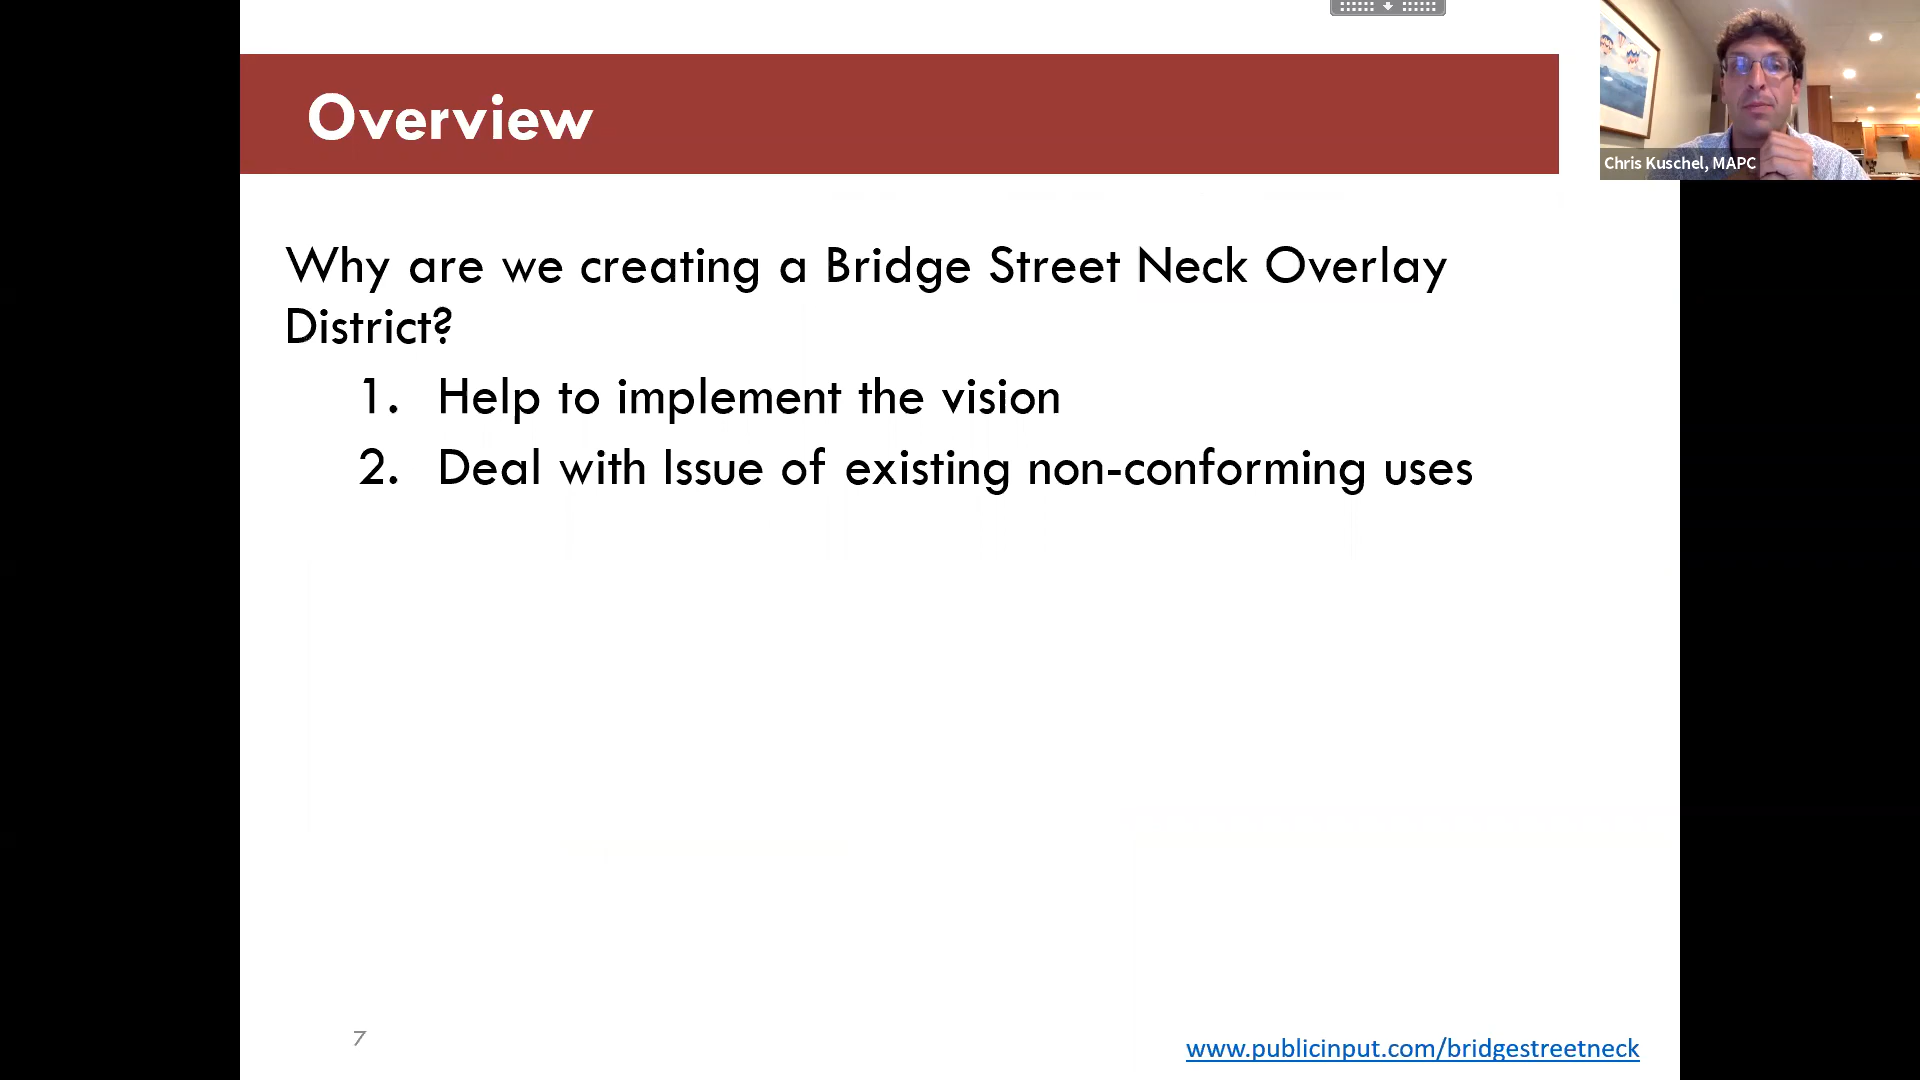 Overview
Chris Kuschel, MAPC
Why are we creating a Bridge Street Neck Overlay
District?
1. Help to implement the vision
2. Deal with Issue of existing non-conforming uses
7
www.publicinput.com/bridgestreetneck